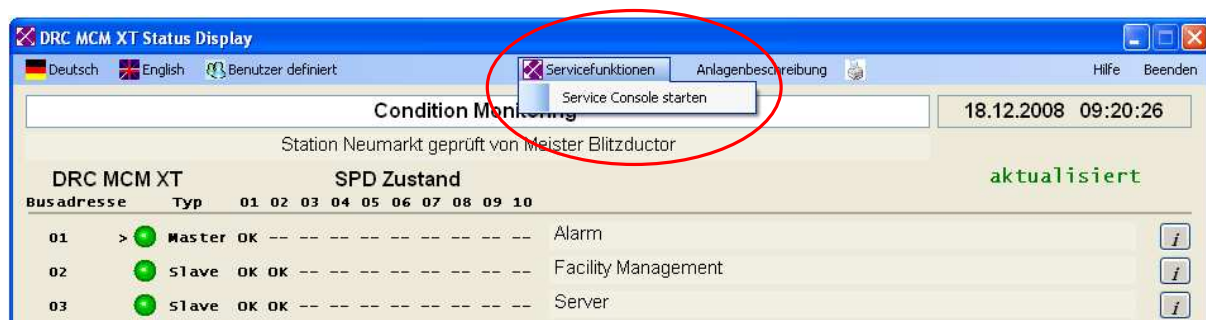 DRC MCM XT Status Display
Deutsch English Benutzer definiert Servicefunktionen Anlagenbeschreibung Hilfe Beenden
Service Console starten
Condition Monitoring 18.12.2008 09:20:26
Station Neumarkt geprüft von Meister Blitzductor
aktualisiert
DRC MCM XT SPD Zustand
Busadresse Typ 01 02 03 04 05 06 07 08 09 10
01 > Master OK -- -- -- -- -- -- -- -- -- Alarm i
02 Slave OK OK -- -- -- -- -- -- -- -- Facility Management i
03 Slave OK OK -- -- -- -- -- -- -- -- Server i